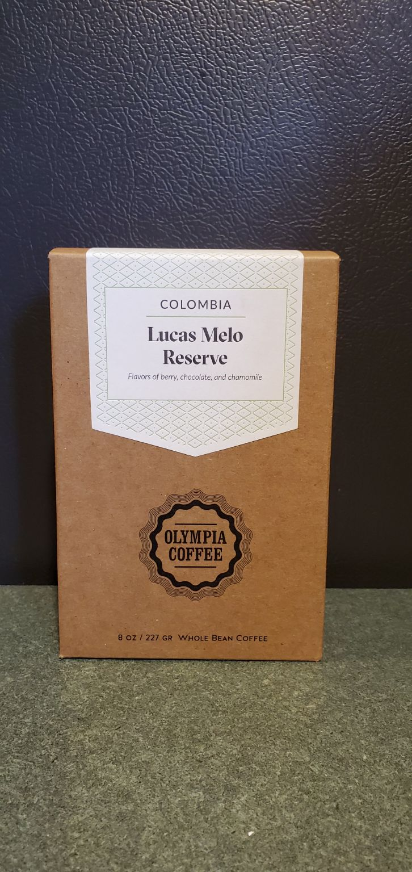 COLOMBIA
Lucas Melo
Reserve
Flavors of berry, chocolate, and chamomile
OLYMPIA
COFFEE
8 OZ / 227 GR WHOLE BEAN COFFEE